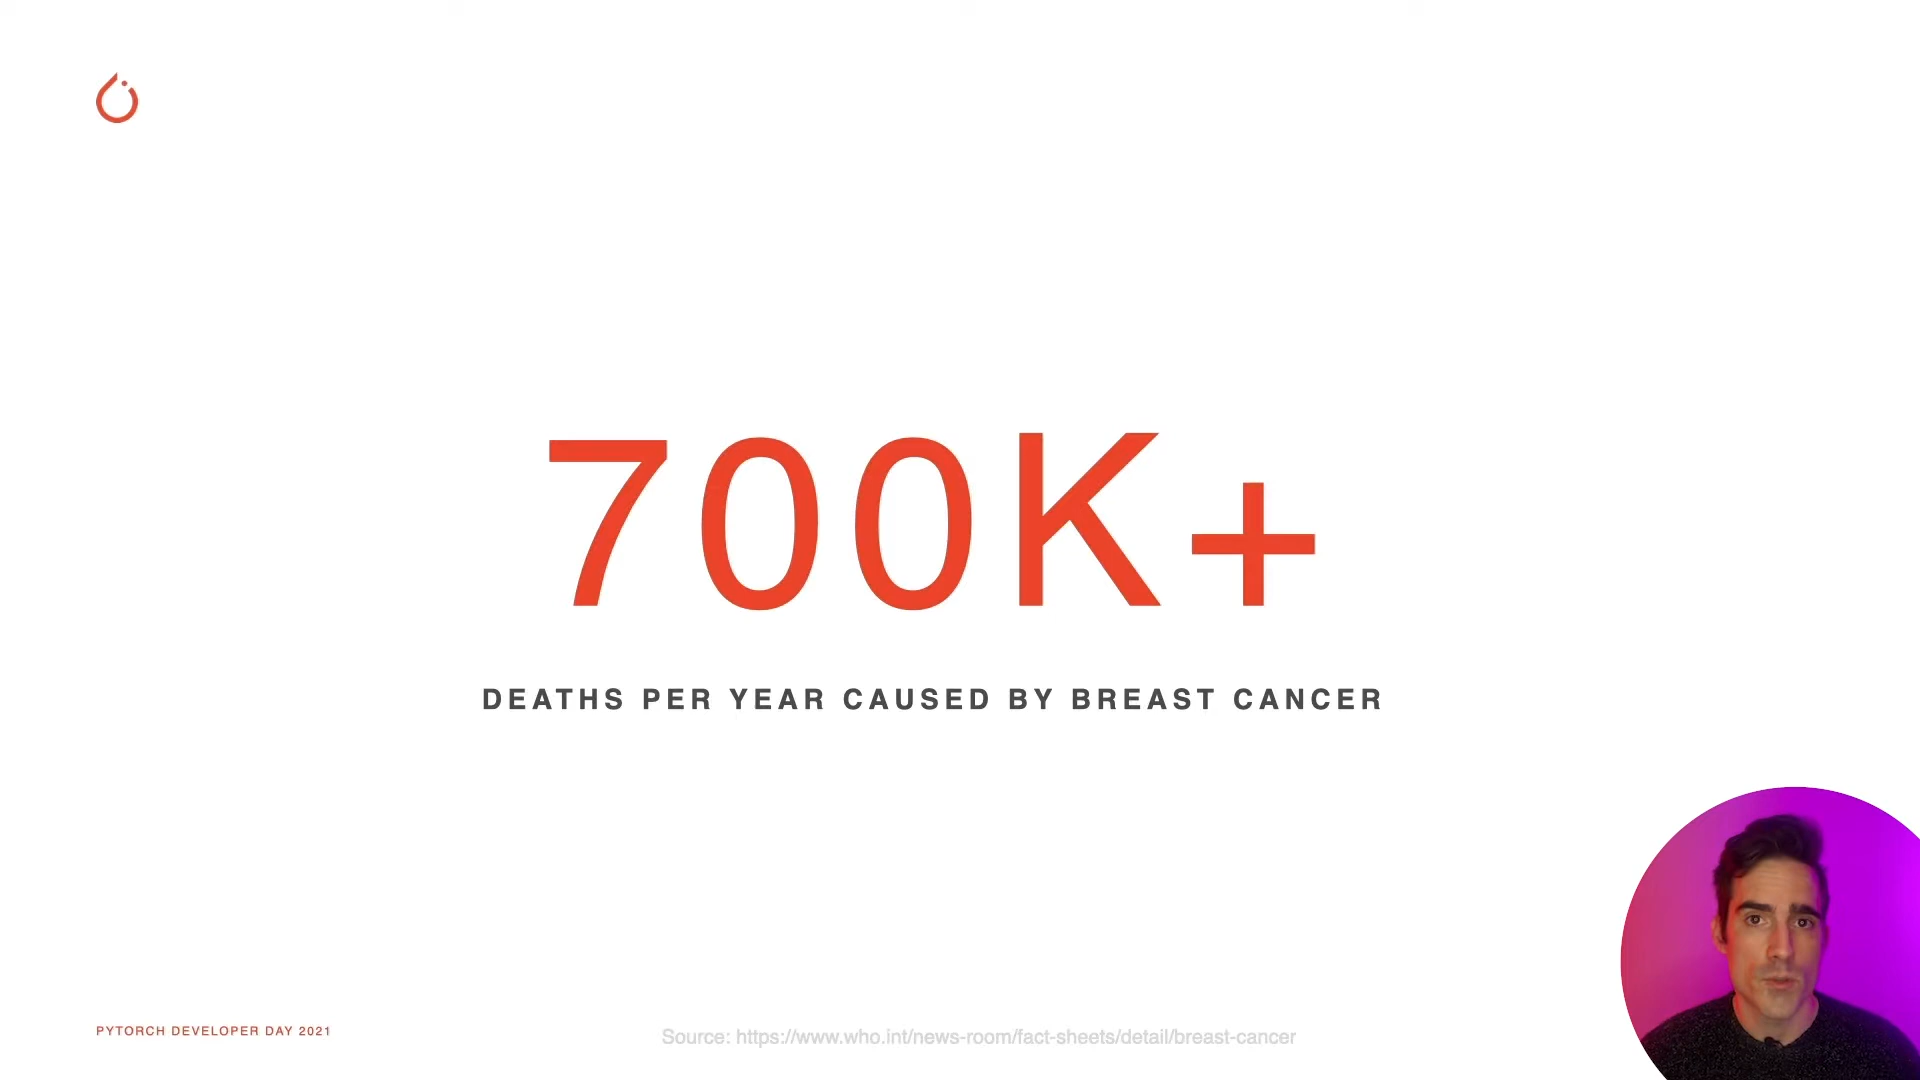 700K+
DEATHS PER YEAR CAUSED BY BREAST CANCER
PYTORCH DEVELOPER DAY 2021
Source: https://www.who.int/news-room/fact-sheets/detail/breast-cancer